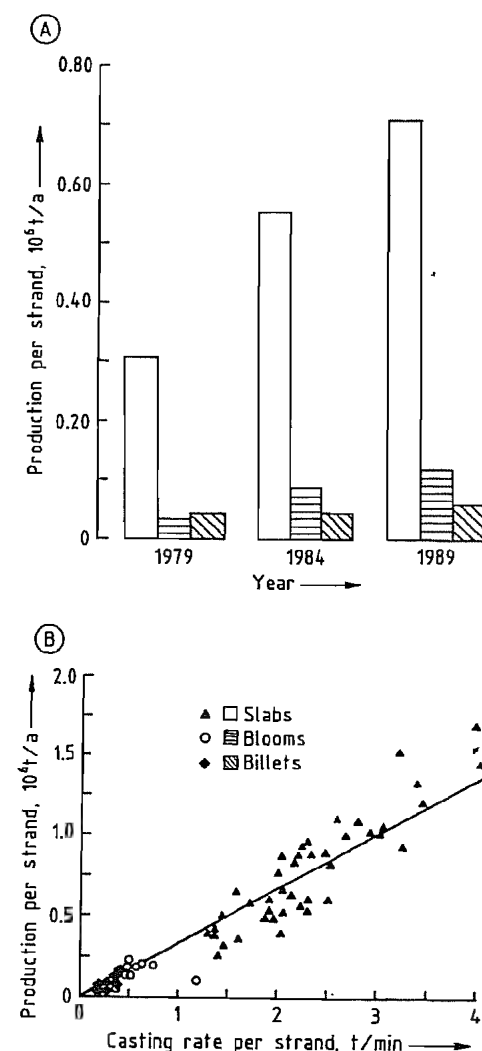 A
Production per strand, 10⁶t/a
0.80
0.60
0.40
0.20
0
1979 1984 1989
Year
B
Production per strand, 10⁶t/a
2.0
1.5
1.0
0.5
0
Slabs
Blooms
Billets
0 1 2 3 4
Casting rate per strand, t/min